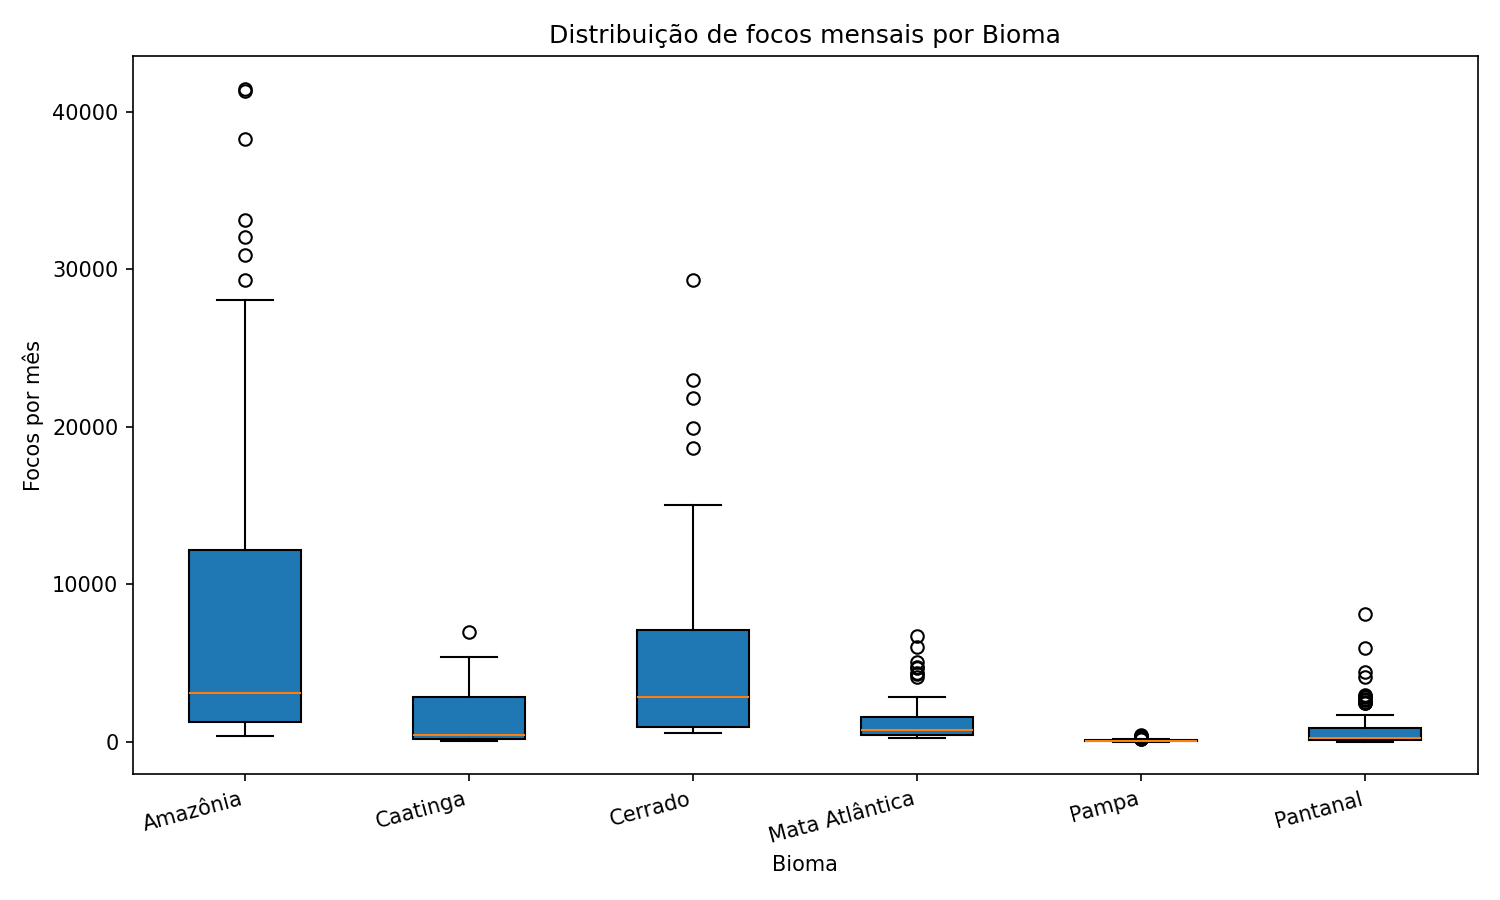 Distribuição de focos mensais por Bioma
Focos por mês
40000
30000
20000
10000
0
Amazônia
Caatinga
Cerrado
Mata Atlântica
Pampa
Pantanal
Bioma